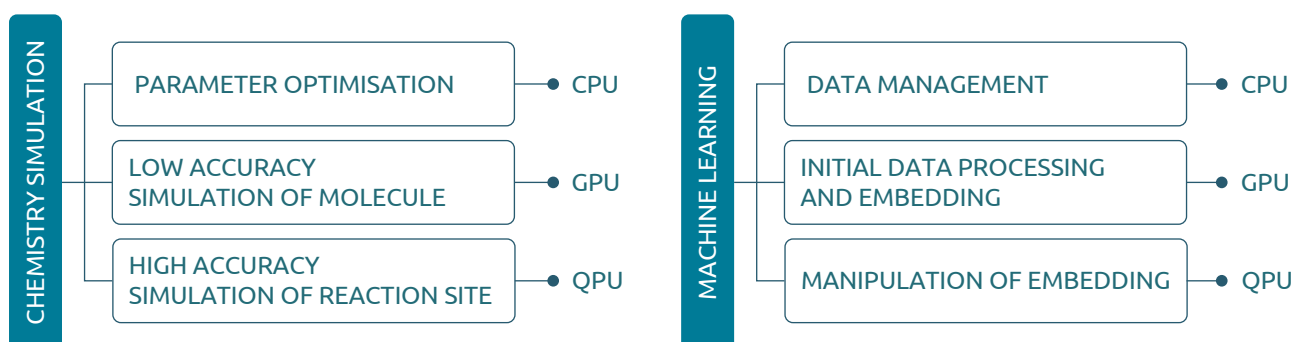 CHEMISTRY SIMULATION
PARAMETER OPTIMISATION
CPU
LOW ACCURACY
SIMULATION OF MOLECULE
GPU
HIGH ACCURACY
SIMULATION OF REACTION SITE
QPU
MACHINE LEARNING
DATA MANAGEMENT
CPU
INITIAL DATA PROCESSING
AND EMBEDDING
GPU
MANIPULATION OF EMBEDDING
QPU